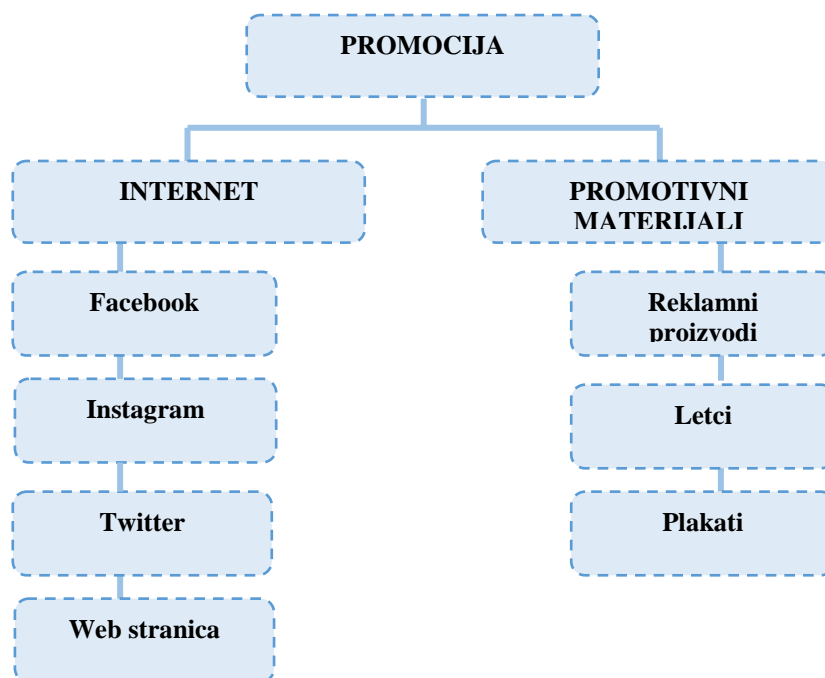 PROMOCIJA
INTERNET
PROMOTIVNI
MATERIJALI
Facebook
Reklamni
proizvodi
Instagram
Letci
Twitter
Plakati
Web stranica